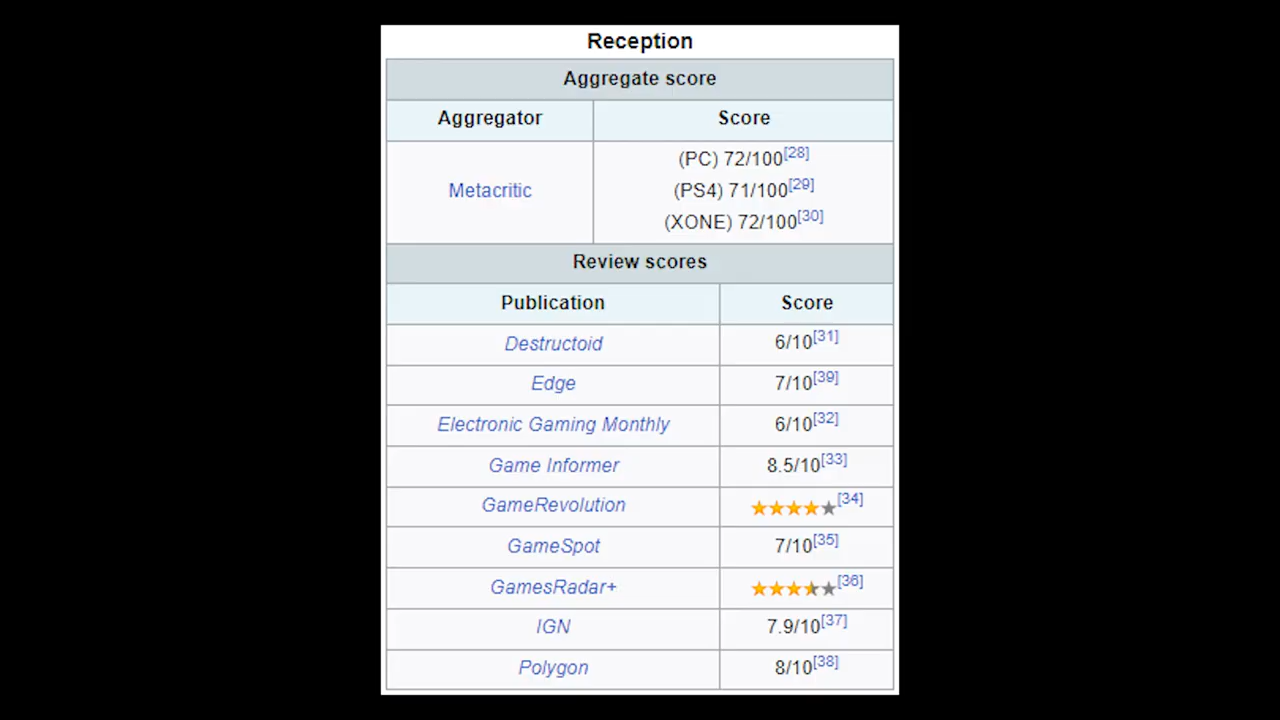 Reception
Aggregate score
Aggregator Score
Metacritic
(PC) 72/100[28]
(PS4) 71/100[29]
(XONE) 72/100[30]
Review scores
Publication Score
Destructoid 6/10[31]
Edge 7/10[39]
Electronic Gaming Monthly 6/10[32]
Game Informer 8.5/10[33]
GameRevolution [34]
GameSpot 7/10[35]
GamesRadar+ [36]
IGN 7.9/10[37]
Polygon 8/10[38]